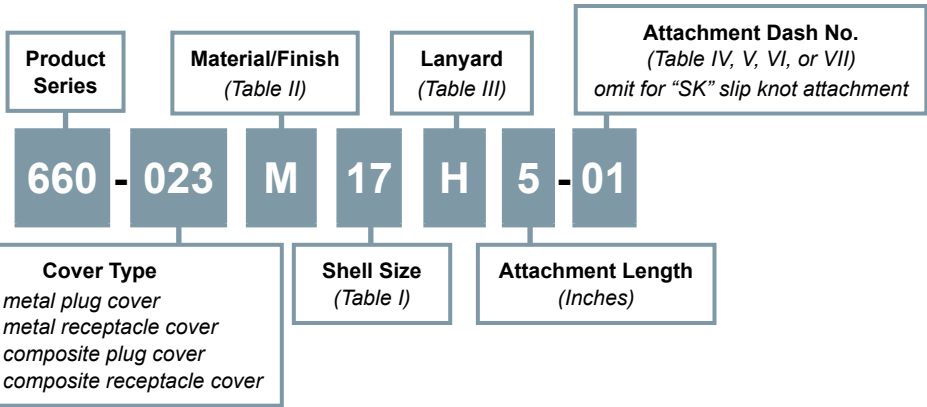 Product
Series
Material/Finish
(Table II)
Lanyard
(Table III)
Attachment Dash No.
(Table IV, V, VI, or VII)
omit for “SK” slip knot attachment
660 - 023 M 17 H 5 - 01
Cover Type
metal plug cover
metal receptacle cover
composite plug cover
composite receptacle cover
Shell Size
(Table I)
Attachment Length
(Inches)